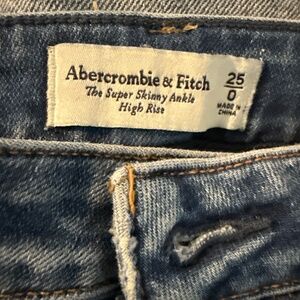 Abercrombie & Fitch
The Super Skinny Ankle
High Rise
25
0
MADE IN
CHINA